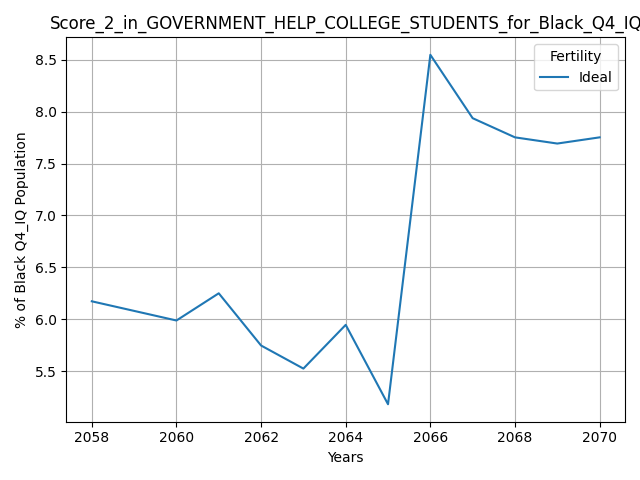 Score_2_in_GOVERNMENT_HELP_COLLEGE_STUDENTS_for_Black_Q4_IQ
Fertility
Ideal
% of Black Q4_IQ Population
8.5
8.0
7.5
7.0
6.5
6.0
5.5
2058 2060 2062 2064 2066 2068 2070
Years